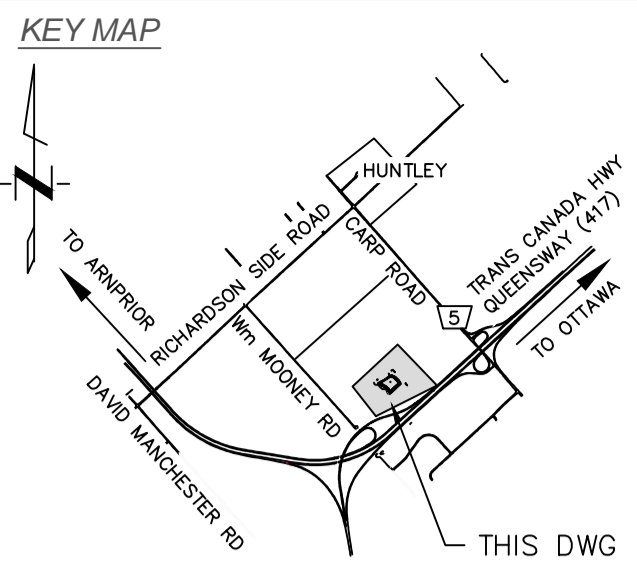 KEY MAP
N
HUNTLEY
TRANS CANADA HWY
QUEENSWAY (417)
CARP ROAD
RICHARDSON SIDE ROAD
TO ARNPRIOR
5
TO OTTAWA
Wm MOONEY RD
DAVID MANCHESTER RD
THIS DWG